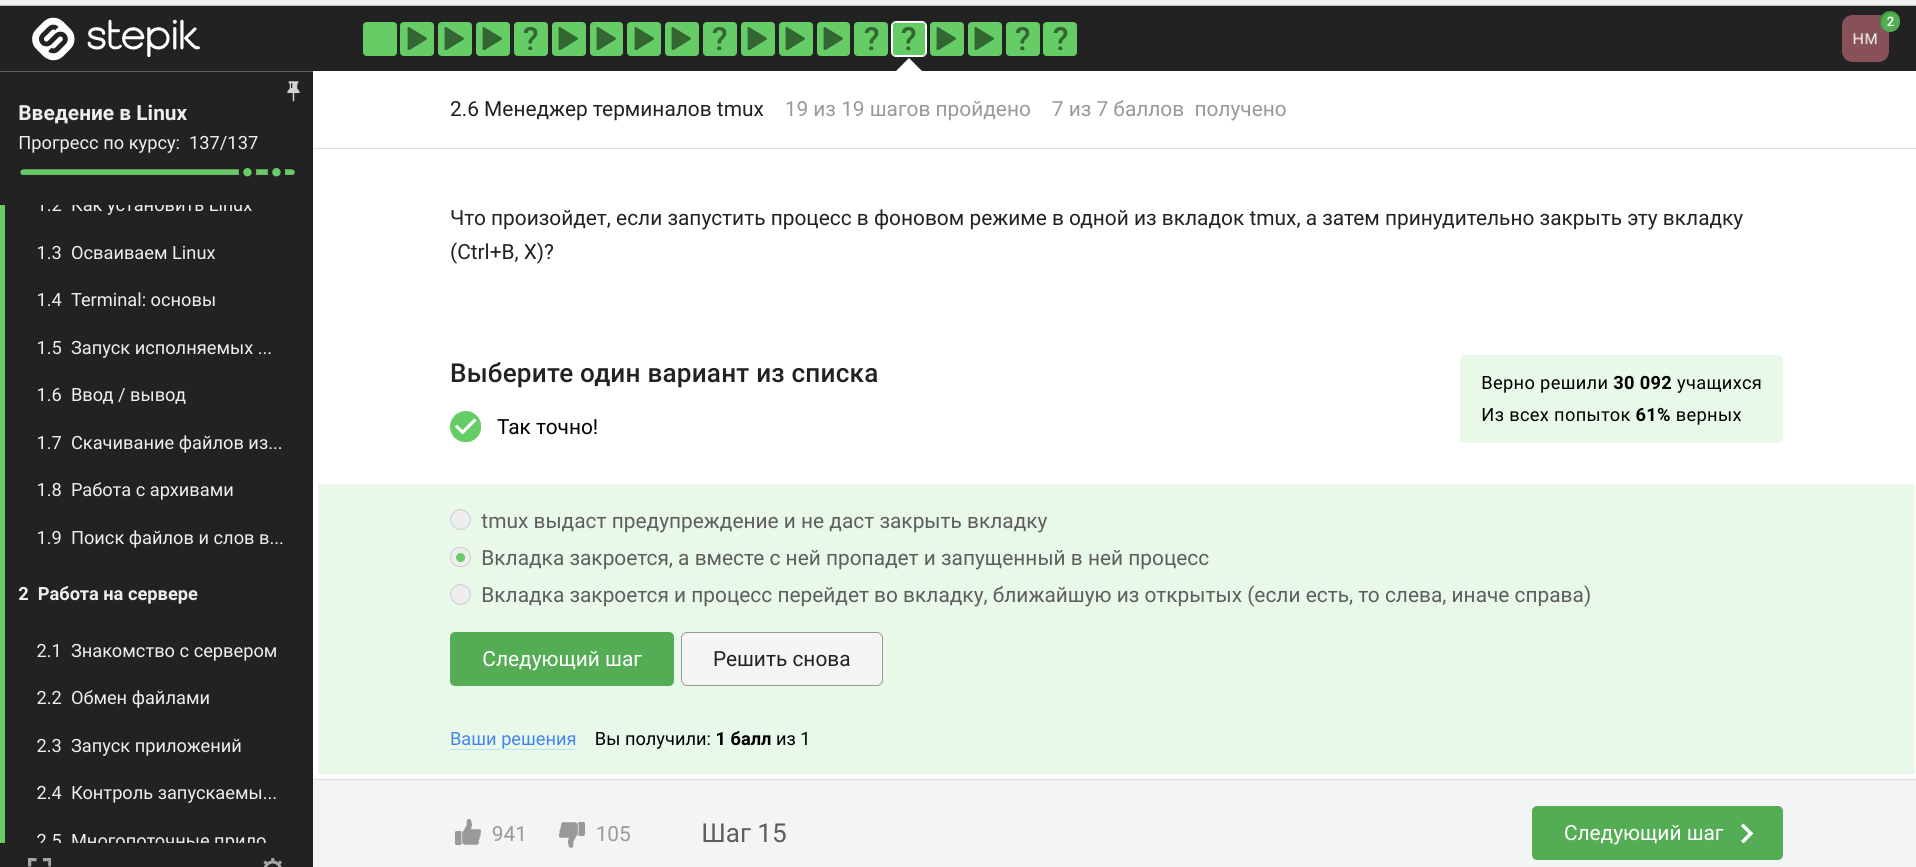 stepik
? ? ? ? ? ?
НМ
2
Введение в Linux
Прогресс по курсу: 137/137
1.2 Как установить Linux
1.3 Осваиваем Linux
1.4 Terminal: основы
1.5 Запуск исполняемых ...
1.6 Ввод / вывод
1.7 Скачивание файлов из...
1.8 Работа с архивами
1.9 Поиск файлов и слов в...
2 Работа на сервере
2.1 Знакомство с сервером
2.2 Обмен файлами
2.3 Запуск приложений
2.4 Контроль запускаемы...
2.5 Многопоточные прило...
2.6 Менеджер терминалов tmux 19 из 19 шагов пройдено 7 из 7 баллов получено
Что произойдет, если запустить процесс в фоновом режиме в одной из вкладок tmux, а затем принудительно закрыть эту вкладку
(Ctrl+B, X)?
Выберите один вариант из списка
Так точно!
Верно решили 30 092 учащихся
Из всех попыток 61% верных
tmux выдаст предупреждение и не даст закрыть вкладку
Вкладка закроется, а вместе с ней пропадет и запущенный в ней процесс
Вкладка закроется и процесс перейдет во вкладку, ближайшую из открытых (если есть, то слева, иначе справа)
Следующий шаг
Решить снова
Ваши решения Вы получили: 1 балл из 1
941 105 Шаг 15
Следующий шаг